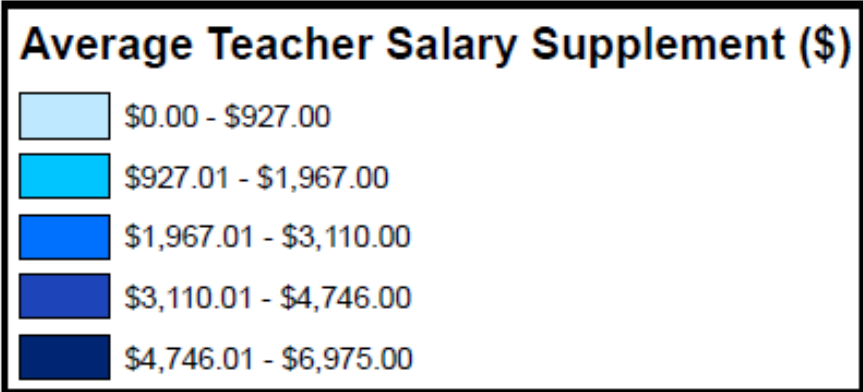 Average Teacher Salary Supplement ($)
$0.00 - $927.00
$927.01 - $1,967.00
$1,967.01 - $3,110.00
$3,110.01 - $4,746.00
$4,746.01 - $6,975.00